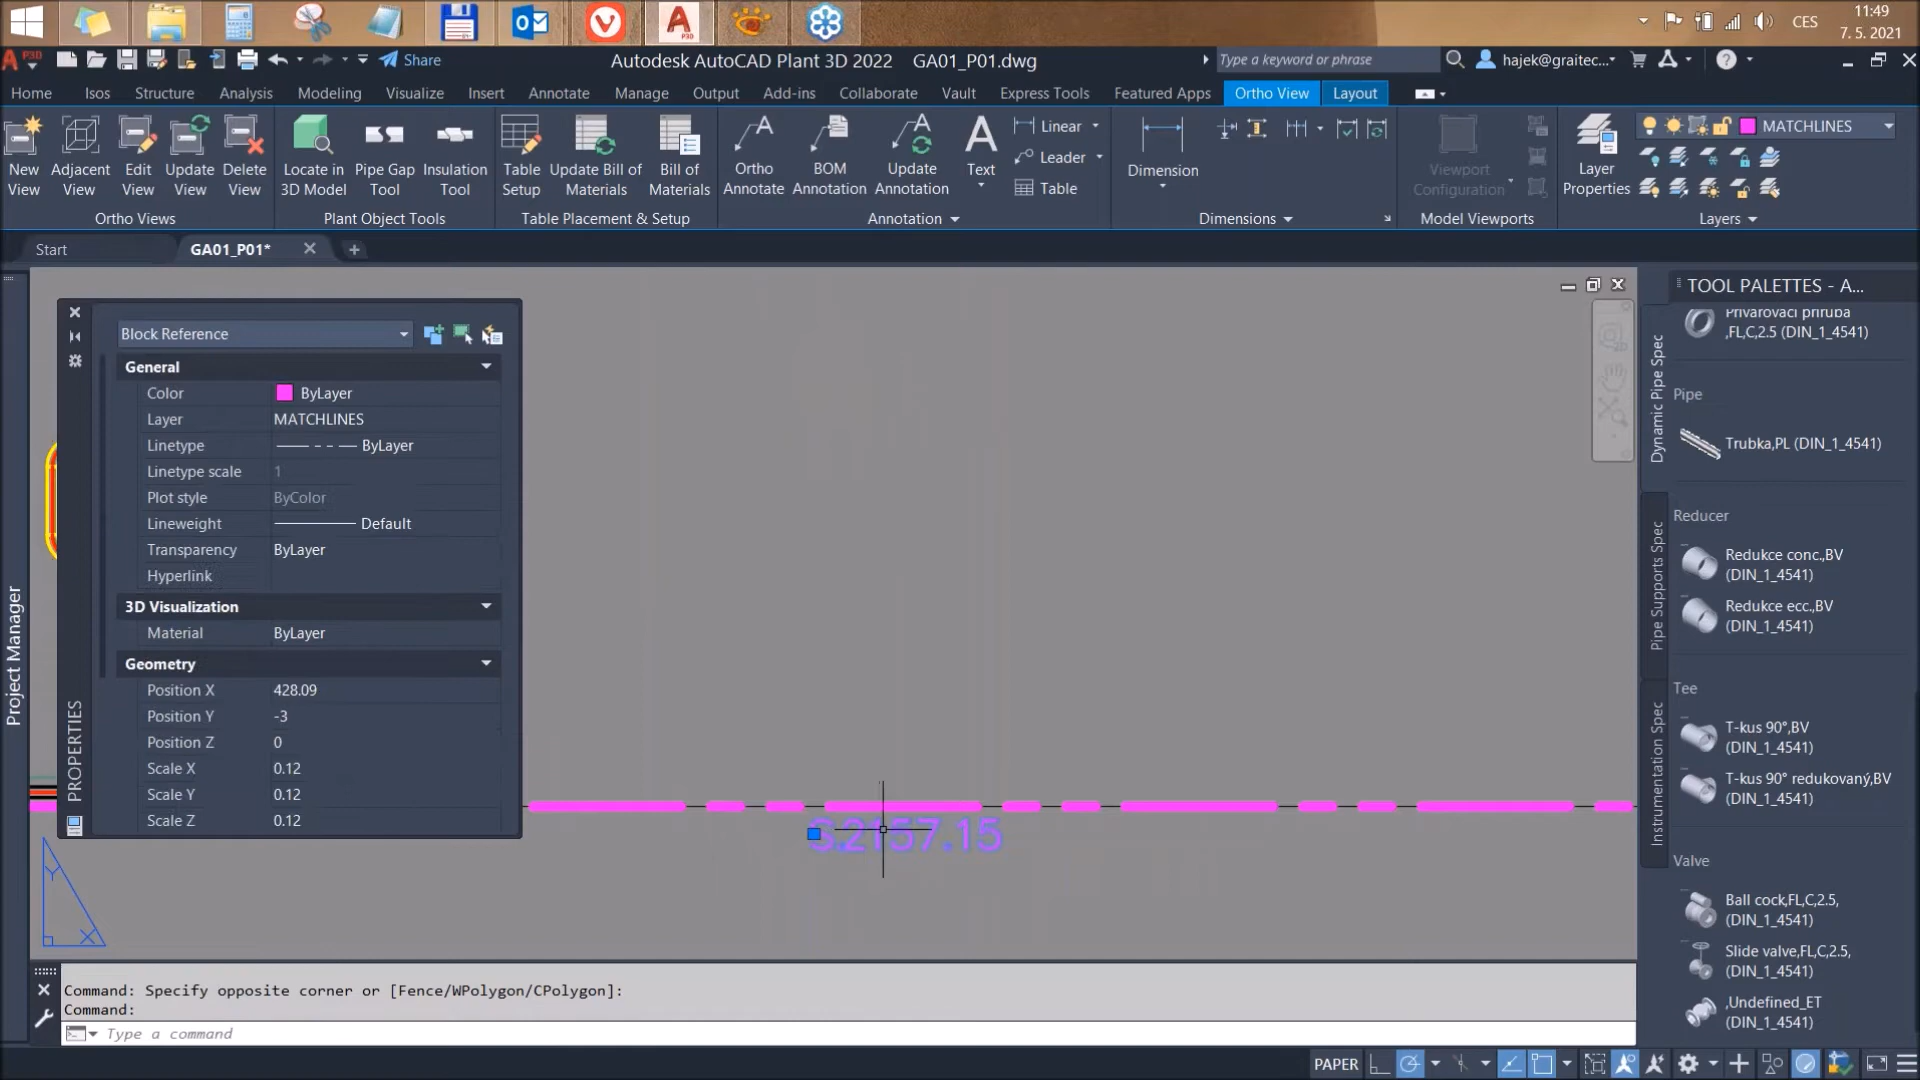 11:49
CES
7. 5. 2021
Share
Autodesk AutoCAD Plant 3D 2022 GA01_P01.dwg
Type a keyword or phrase
hajek@graitec...
Home Isos Structure Analysis Modeling Visualize Insert Annotate Manage Output Add-ins Collaborate Vault Express Tools Featured Apps Ortho View Layout
New View
Adjacent View
Edit View
Update View
Delete View
Locate in 3D Model
Pipe Gap Tool
Insulation Tool
Table Setup
Update Bill of Materials
Bill of Materials
Ortho Annotate
BOM Annotation
Update Annotation
Text
Linear
Leader
Table
Dimension
Viewport Configuration
Layer Properties
MATCHLINES
Ortho Views
Plant Object Tools
Table Placement & Setup
Annotation
Dimensions
Model Viewports
Layers
Start
GA01_P01*
Project Manager
PROPERTIES
Block Reference
General
Color ByLayer
Layer MATCHLINES
Linetype ByLayer
Linetype scale 1
Plot style ByColor
Lineweight Default
Transparency ByLayer
Hyperlink
3D Visualization
Material ByLayer
Geometry
Position X 428.09
Position Y -3
Position Z 0
Scale X 0.12
Scale Y 0.12
Scale Z 0.12
S.2157.15
Y
X
TOOL PALETTES - A...
Dynamic Pipe Spec
Pipe Supports Spec
Instrumentation Spec
Přivařovací příruba
,FL,C,2.5 (DIN_1_4541)
Pipe
Trubka,PL (DIN_1_4541)
Reducer
Redukce conc.,BV
(DIN_1_4541)
Redukce ecc.,BV
(DIN_1_4541)
Tee
T-kus 90°,BV
(DIN_1_4541)
T-kus 90° redukovaný,BV
(DIN_1_4541)
Valve
Ball cock,FL,C,2.5,
(DIN_1_4541)
Slide valve,FL,C,2.5,
(DIN_1_4541)
,Undefined_ET
(DIN_1_4541)
Command: Specify opposite corner or [Fence/WPolygon/CPolygon]:
Command:
Type a command
PAPER